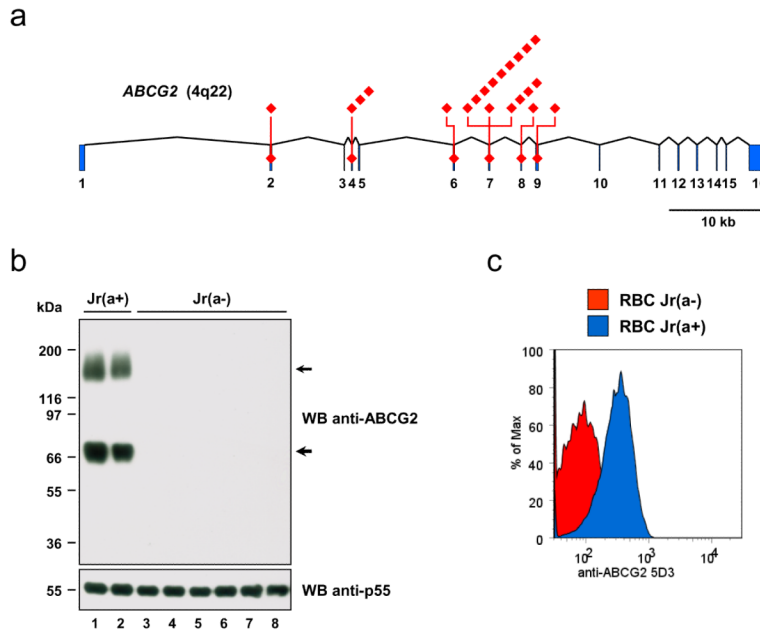 a
ABCG2 (4q22)
1 2 3 4 5 6 7 8 9 10 11 12 13 14 15
10 kb
b
kDa
Jr(a+) Jr(a-)
200
116
97
66
55
36
WB anti-ABCG2
55
WB anti-p55
1 2 3 4 5 6 7 8
c
RBC Jr(a-)
RBC Jr(a+)
% of Max
100
80
60
40
20
0
10² 10³ 10⁴
anti-ABCG2 5D3